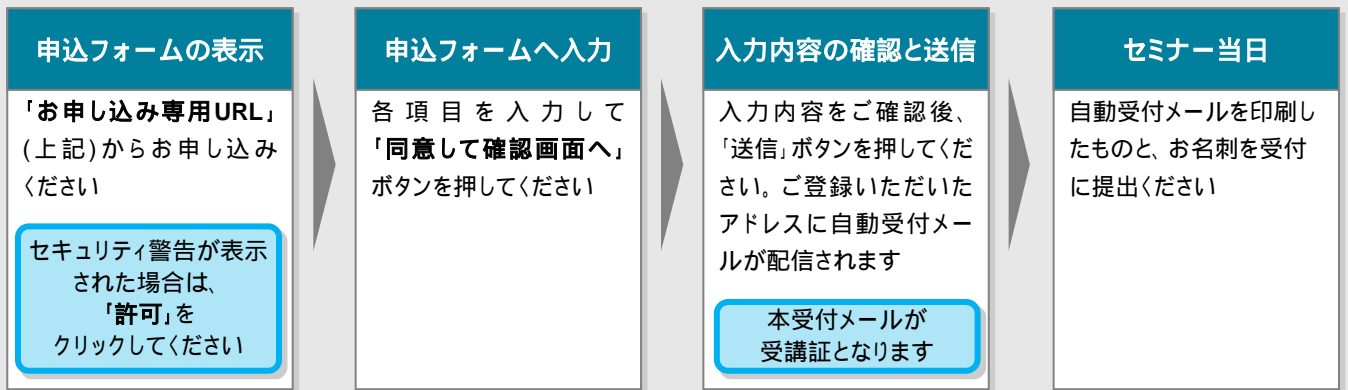 申込フォームの表示
「お申し込み専用URL」
(上記)からお申し込み
ください
セキュリティ警告が表示
された場合は、
「許可」を
クリックしてください
申込フォームへ入力
各項目を入力して
「同意して確認画面へ」
ボタンを押してください
入力内容の確認と送信
入力内容をご確認後、
「送信」ボタンを押してくだ
さい。ご登録いただいた
アドレスに自動受付メー
ルが配信されます
本受付メールが
受講証となります
セミナー当日
自動受付メールを印刷し
たものと、お名刺を受付
に提出ください